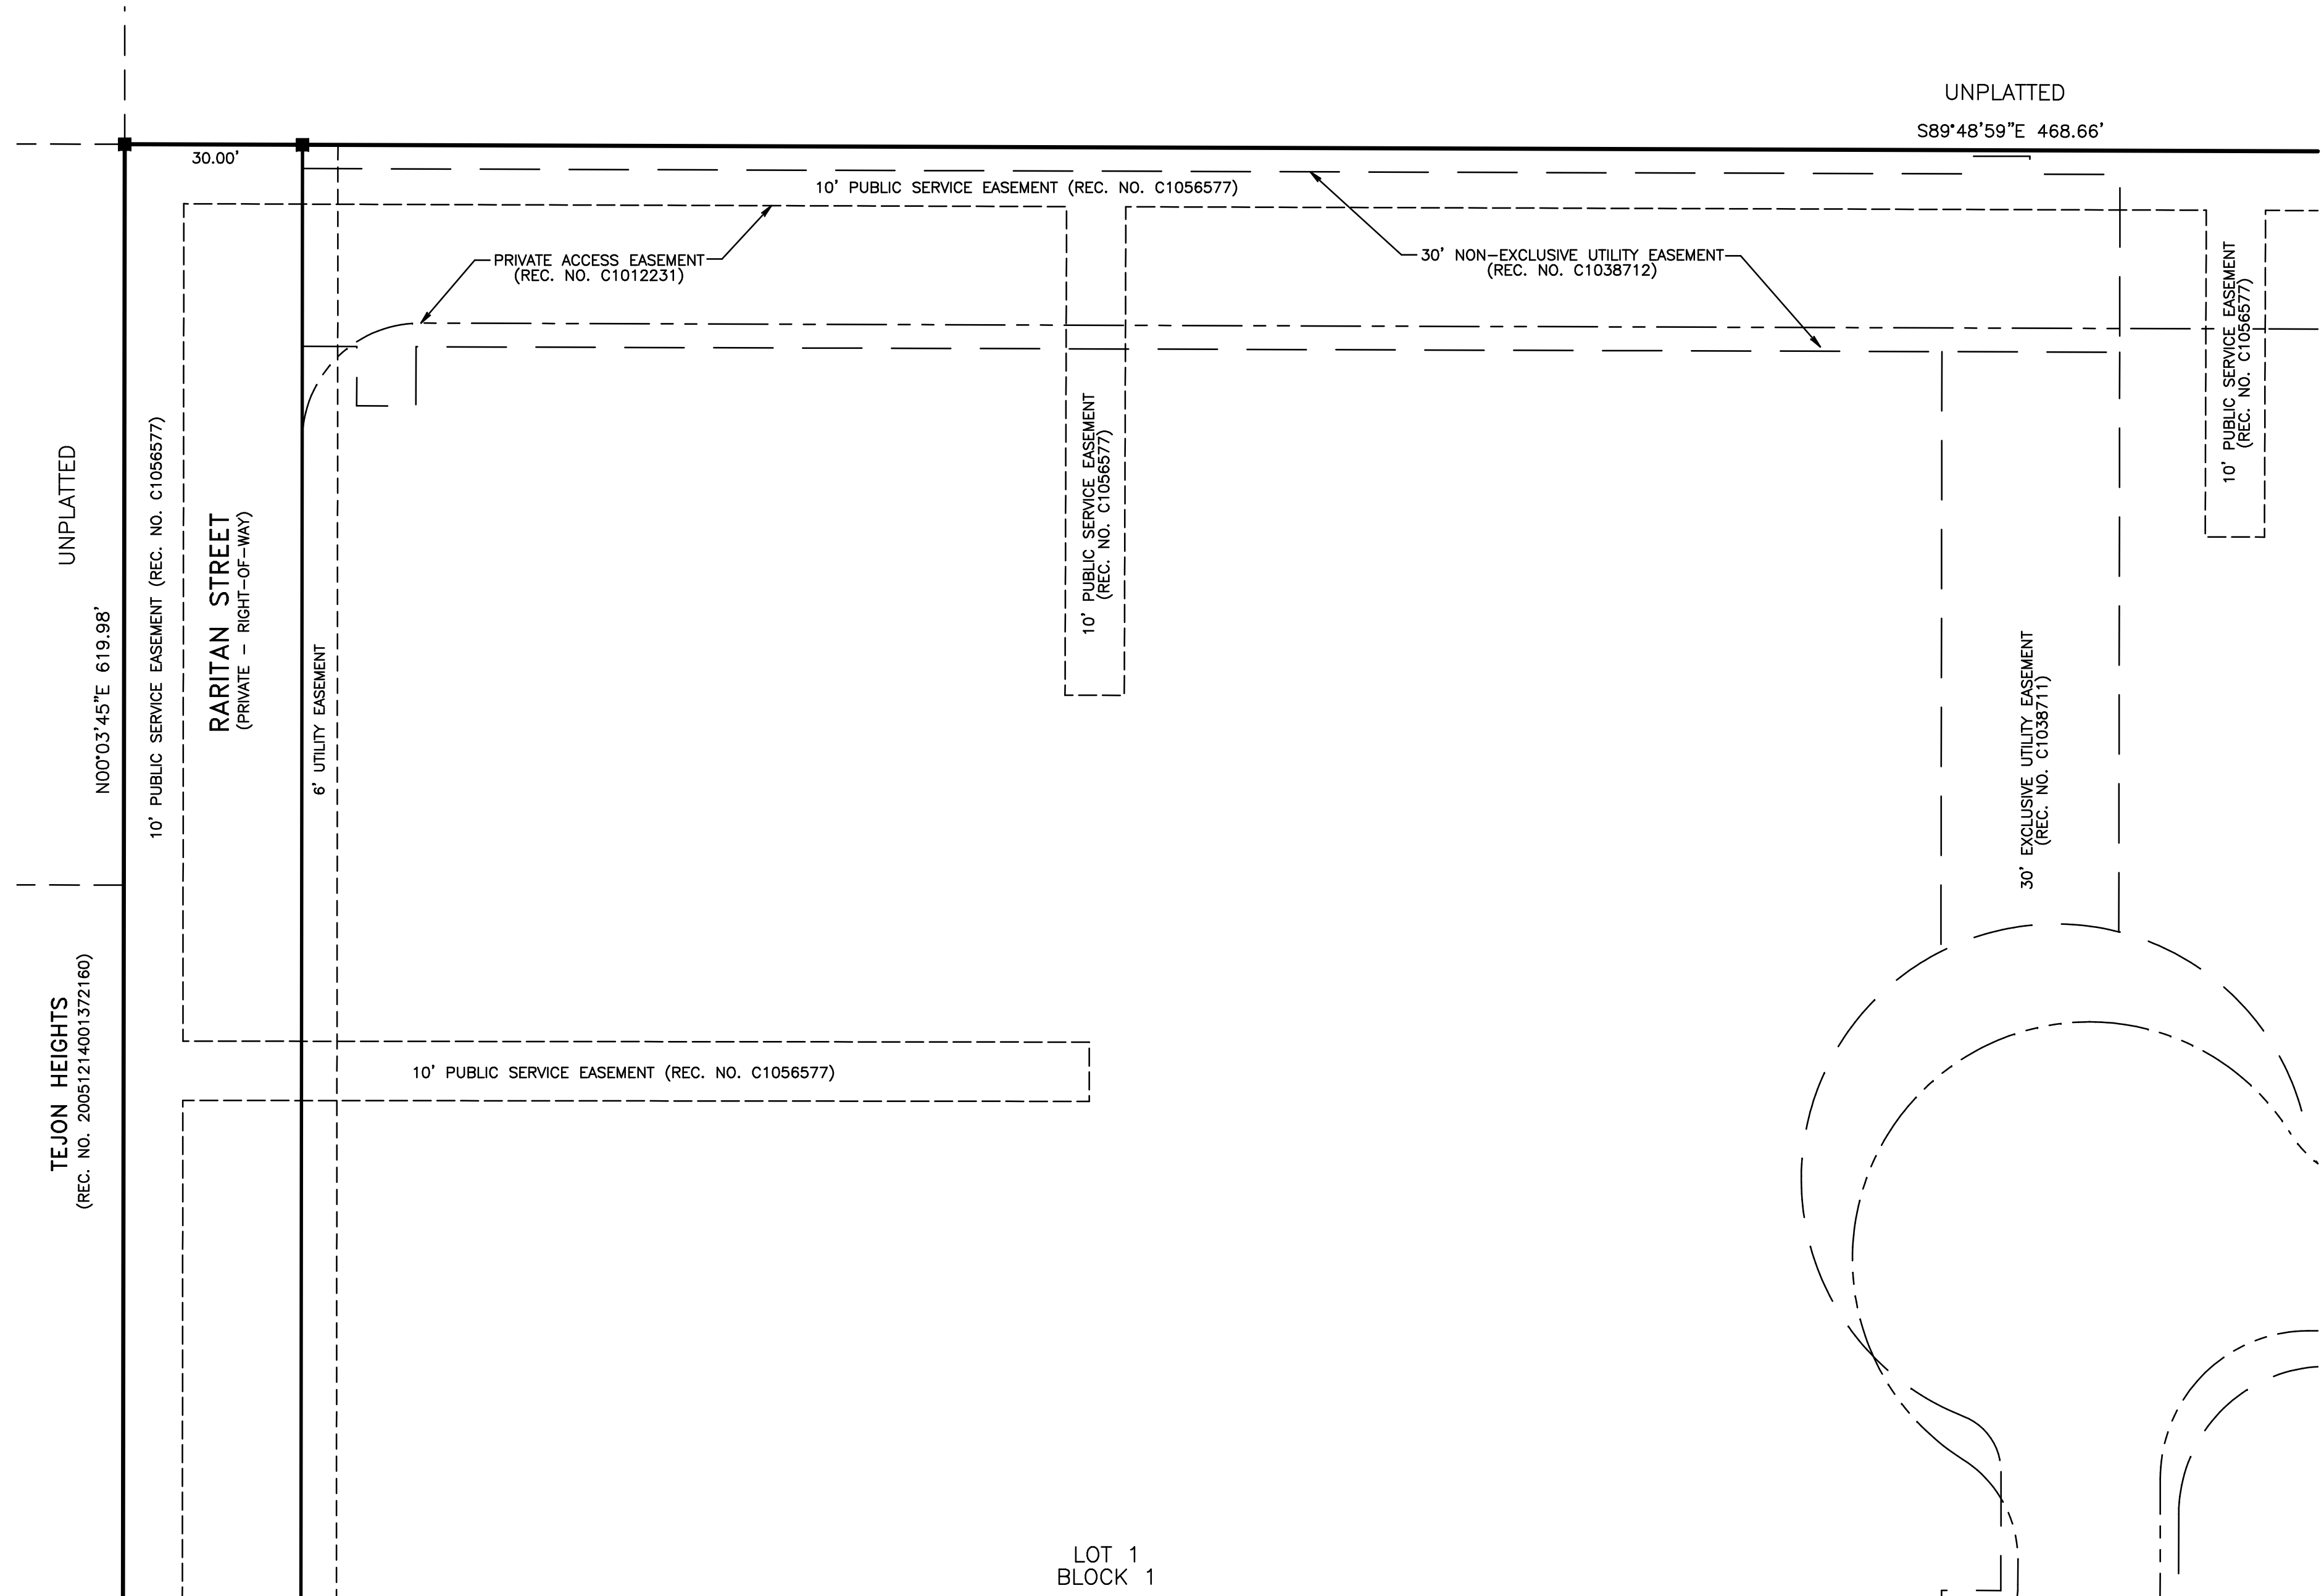 UNPLATTED
S89°48'59"E 468.66'
30.00'
10' PUBLIC SERVICE EASEMENT (REC. NO. C1056577)
PRIVATE ACCESS EASEMENT
(REC. NO. C1012231)
30' NON-EXCLUSIVE UTILITY EASEMENT
(REC. NO. C1038712)
10' PUBLIC SERVICE EASEMENT
(REC. NO. C1056577)
10' PUBLIC SERVICE EASEMENT
(REC. NO. C1056577)
UNPLATTED
N00°03'45"E 619.98'
10' PUBLIC SERVICE EASEMENT (REC. NO. C1056577)
RARITAN STREET
(PRIVATE - RIGHT-OF-WAY)
6' UTILITY EASEMENT
30' EXCLUSIVE UTILITY EASEMENT
(REC. NO. C1038711)
TEJON HEIGHTS
(REC. NO. 20051214001372160)
10' PUBLIC SERVICE EASEMENT (REC. NO. C1056577)
LOT 1
BLOCK 1